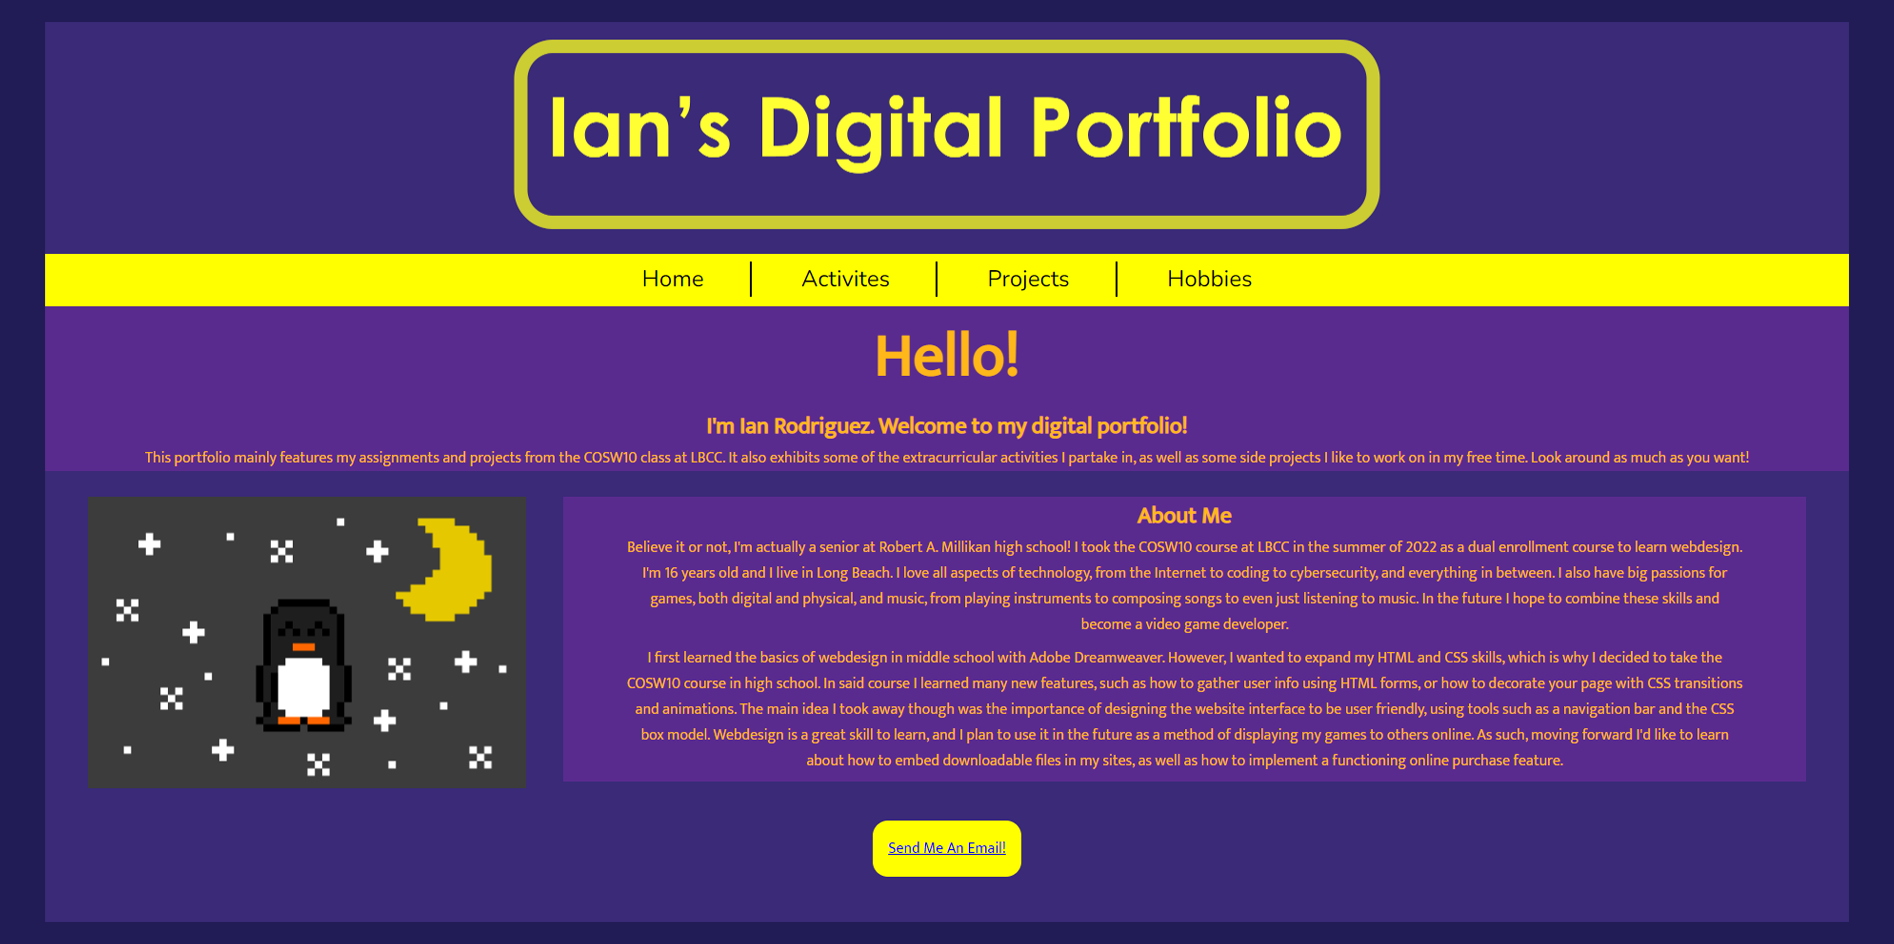 Ian’s Digital Portfolio
Home Activites Projects Hobbies
Hello!
I'm Ian Rodriguez. Welcome to my digital portfolio!
This portfolio mainly features my assignments and projects from the COSW10 class at LBCC. It also exhibits some of the extracurricular activities I partake in, as well as some side projects I like to work on in my free time. Look around as much as you want!
About Me
Believe it or not, I'm actually a senior at Robert A. Millikan high school! I took the COSW10 course at LBCC in the summer of 2022 as a dual enrollment course to learn webdesign.
I'm 16 years old and I live in Long Beach. I love all aspects of technology, from the Internet to coding to cybersecurity, and everything in between. I also have big passions for
games, both digital and physical, and music, from playing instruments to composing songs to even just listening to music. In the future I hope to combine these skills and
become a video game developer.
I first learned the basics of webdesign in middle school with Adobe Dreamweaver. However, I wanted to expand my HTML and CSS skills, which is why I decided to take the
COSW10 course in high school. In said course I learned many new features, such as how to gather user info using HTML forms, or how to decorate your page with CSS transitions
and animations. The main idea I took away though was the importance of designing the website interface to be user friendly, using tools such as a navigation bar and the CSS
box model. Webdesign is a great skill to learn, and I plan to use it in the future as a method of displaying my games to others online. As such, moving forward I'd like to learn
about how to embed downloadable files in my sites, as well as how to implement a functioning online purchase feature.
Send Me An Email!